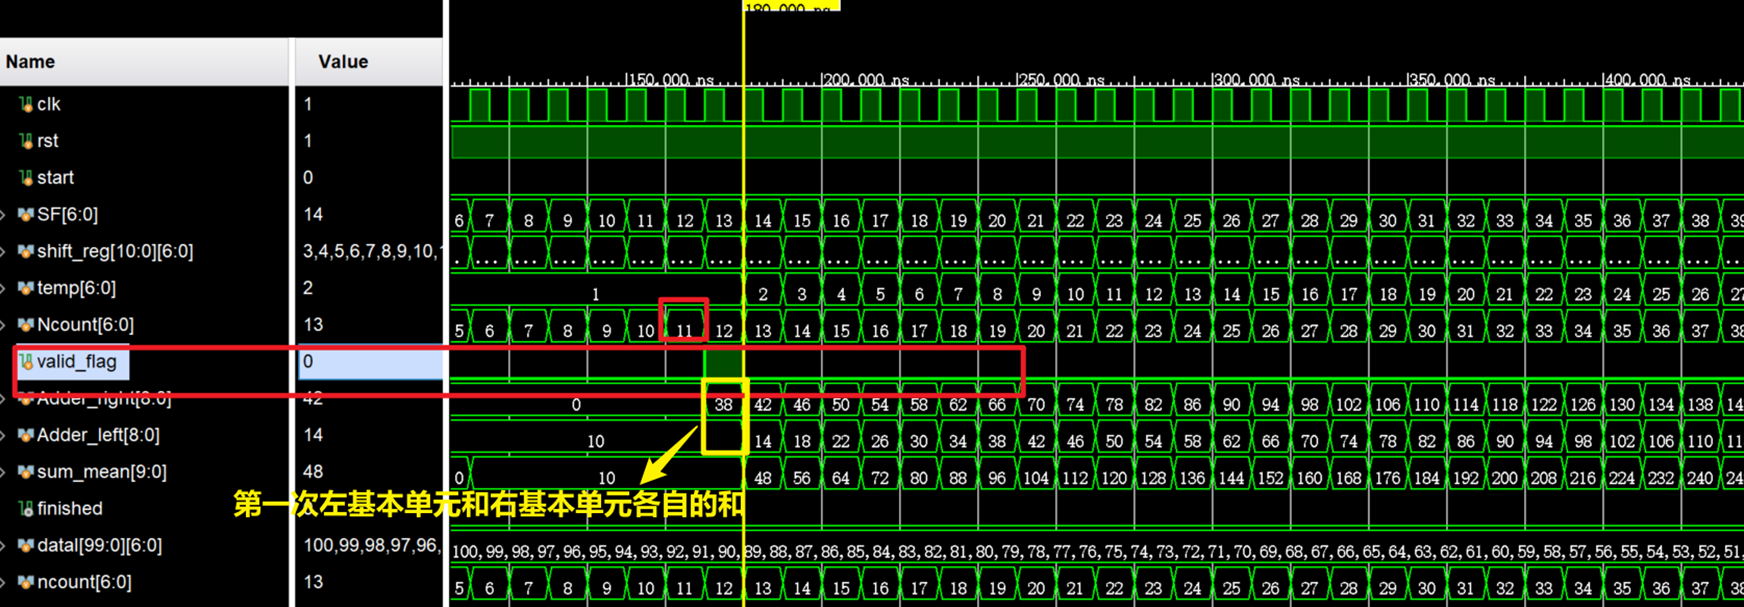 180.000 ns
Name Value
150.000 ns 200.000 ns 250.000 ns 300.000 ns 350.000 ns 400.000 ns
clk 1
rst 1
start 0
SF[6:0] 14 6 7 8 9 10 11 12 13 14 15 16 17 18 19 20 21 22 23 24 25 26 27 28 29 30 31 32 33 34 35 36 37 38 39
shift_reg[10:0][6:0] 3,4,5,6,7,8,9,10, ... ... ... ... ... ... ... ... ... ... ... ... ... ... ... ... ... ... ... ... ... ... ... ... ... ... ... ... ... ... ... ...
temp[6:0] 2 1 2 3 4 5 6 7 8 9 10 11 12 13 14 15 16 17 18 19 20 21 22 23 24 25 26 27
Ncount[6:0] 13 5 6 7 8 9 10 11 12 13 14 15 16 17 18 19 20 21 22 23 24 25 26 27 28 29 30 31 32 33 34 35 36 37 38
valid_flag 0
Adder_right[8:0] 42 0 38 42 46 50 54 58 62 66 70 74 78 82 86 90 94 98 102 106 110 114 118 122 126 130 134 138 14
Adder_left[8:0] 14 10 14 18 22 26 30 34 38 42 46 50 54 58 62 66 70 74 78 82 86 90 94 98 102 106 110 11
sum_mean[9:0] 48 0 10 48 56 64 72 80 88 96 104 112 120 128 136 144 152 160 168 176 184 192 200 208 216 224 232 240 24
第一次左基本单元和右基本单元各自的和
finished
datal[99:0][6:0] 100,99,98,97,96, 100,99,98,97,96,95,94,93,92,91,90,89,88,87,86,85,84,83,82,81,80,79,78,77,76,75,74,73,72,71,70,69,68,67,66,65,64,63,62,61,60,59,58,57,56,55,54,53,52,51,
ncount[6:0] 13 5 6 7 8 9 10 11 12 13 14 15 16 17 18 19 20 21 22 23 24 25 26 27 28 29 30 31 32 33 34 35 36 37 38